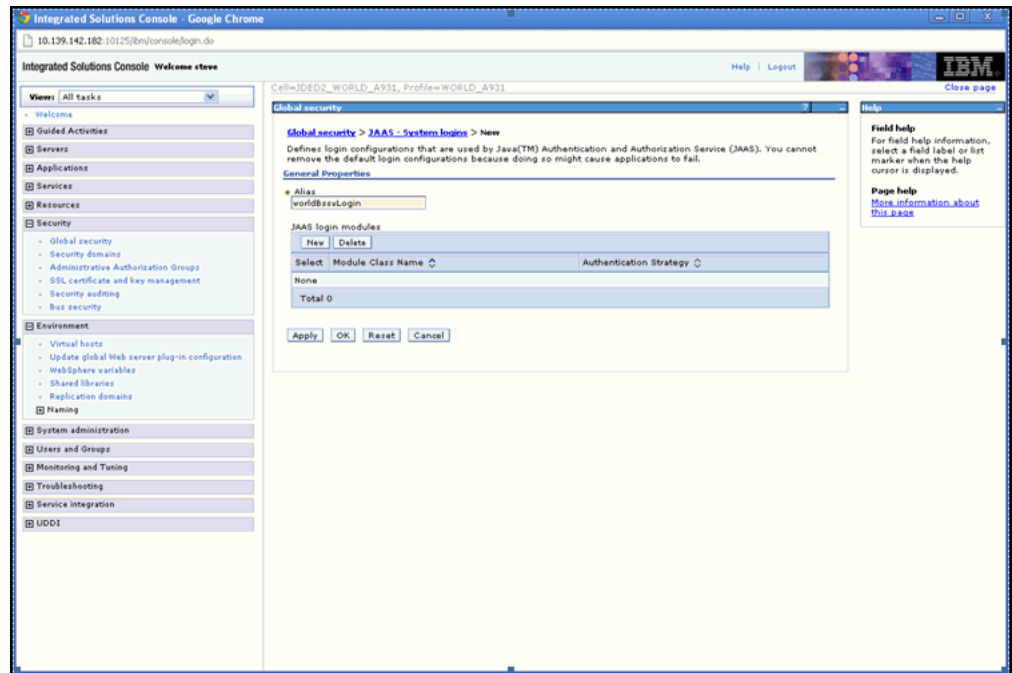 Integrated Solutions Console - Google Chrome
10.139.142.182:10125/ibm/console/login.do
Integrated Solutions Console Welcome steve
Help | Logout
IBM.
View: All tasks
Welcome
Guided Activities
Servers
Applications
Services
Resources
Security
Global security
Security domains
Administrative Authorization Groups
SSL certificate and key management
Security auditing
Bus security
Environment
Virtual hosts
Update global Web server plug-in configuration
WebSphere variables
Shared libraries
Replication domains
Naming
System administration
Users and Groups
Monitoring and Tuning
Troubleshooting
Service integration
UDDI
Cell=JDED2_WORLD_A931, Profile=WORLD_A931
Close page
Global security
?
Global security > JAAS - System logins > New
Defines login configurations that are used by Java(TM) Authentication and Authorization Service (JAAS). You cannot
remove the default login configurations because doing so might cause applications to fail.
General Properties
Alias
worldBssvLogin
JAAS login modules
New Delete
Select Module Class Name Authentication Strategy
None
Total 0
Apply OK Reset Cancel
Help
Field help
For field help information,
select a field label or list
marker when the help
cursor is displayed.
Page help
More information about
this page